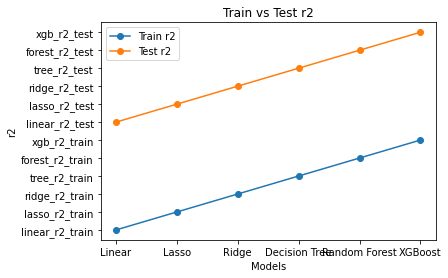 Train vs Test r2
Train r2
Test r2
r2
xgb_r2_test
forest_r2_test
tree_r2_test
ridge_r2_test
lasso_r2_test
linear_r2_test
xgb_r2_train
forest_r2_train
tree_r2_train
ridge_r2_train
lasso_r2_train
linear_r2_train
Linear Lasso Ridge Decision Tree Random Forest XGBoost
Models